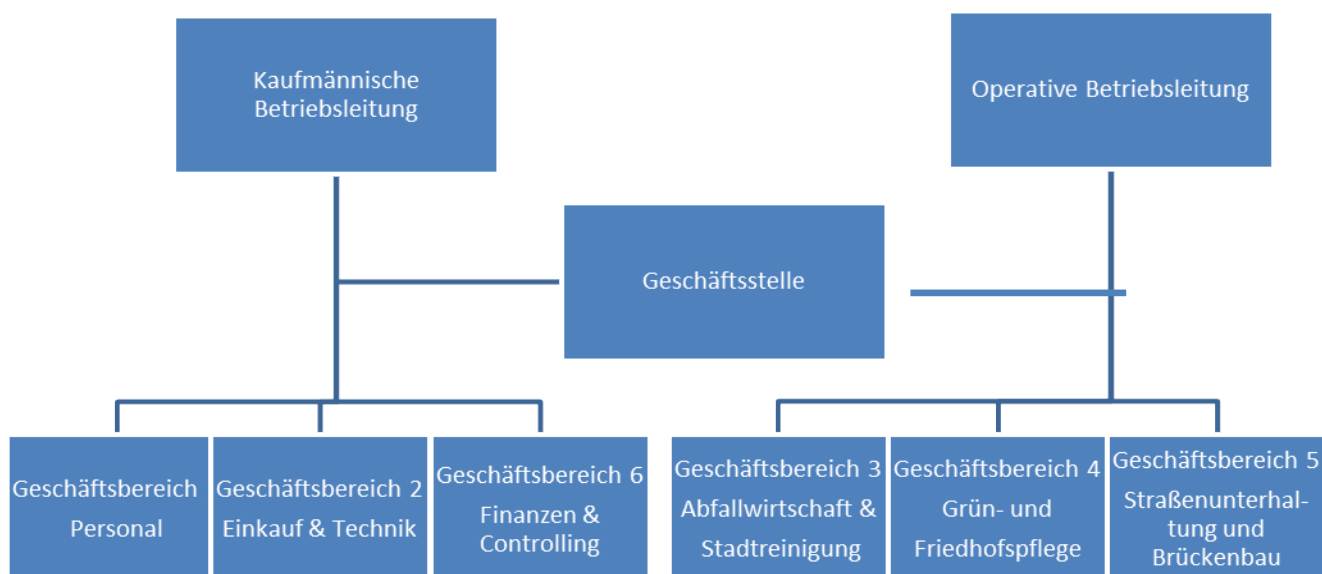 Kaufmännische
Betriebsleitung
Operative Betriebsleitung
Geschäftsstelle
Geschäftsbereich
Personal
Geschäftsbereich 2
Einkauf & Technik
Geschäftsbereich 6
Finanzen &
Controlling
Geschäftsbereich 3
Abfallwirtschaft &
Stadtreinigung
Geschäftsbereich 4
Grün- und
Friedhofspflege
Geschäftsbereich 5
Straßenunterhal-
tung und
Brückenbau